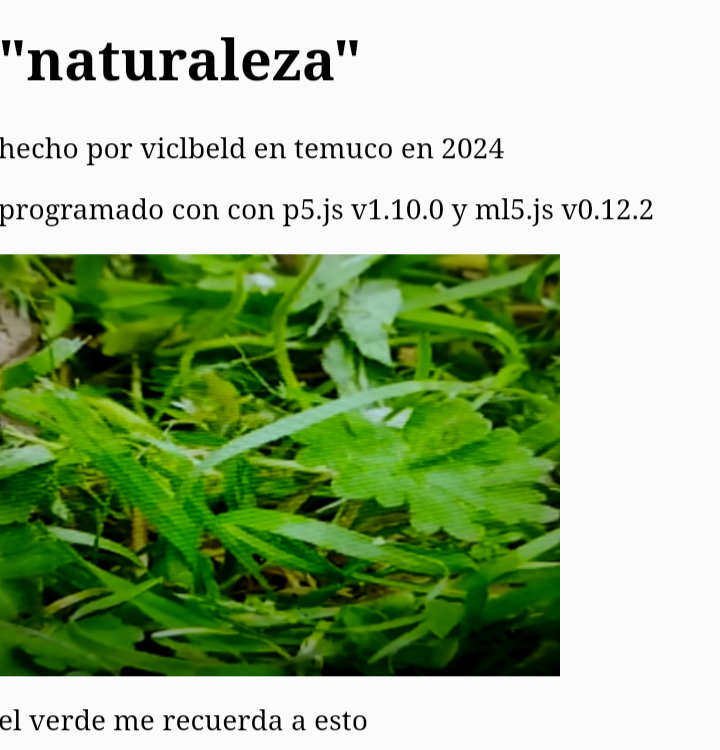 "naturaleza"
hecho por viclbeld en temuco en 2024
programado con con p5.js v1.10.0 y ml5.js v0.12.2
el verde me recuerda a esto